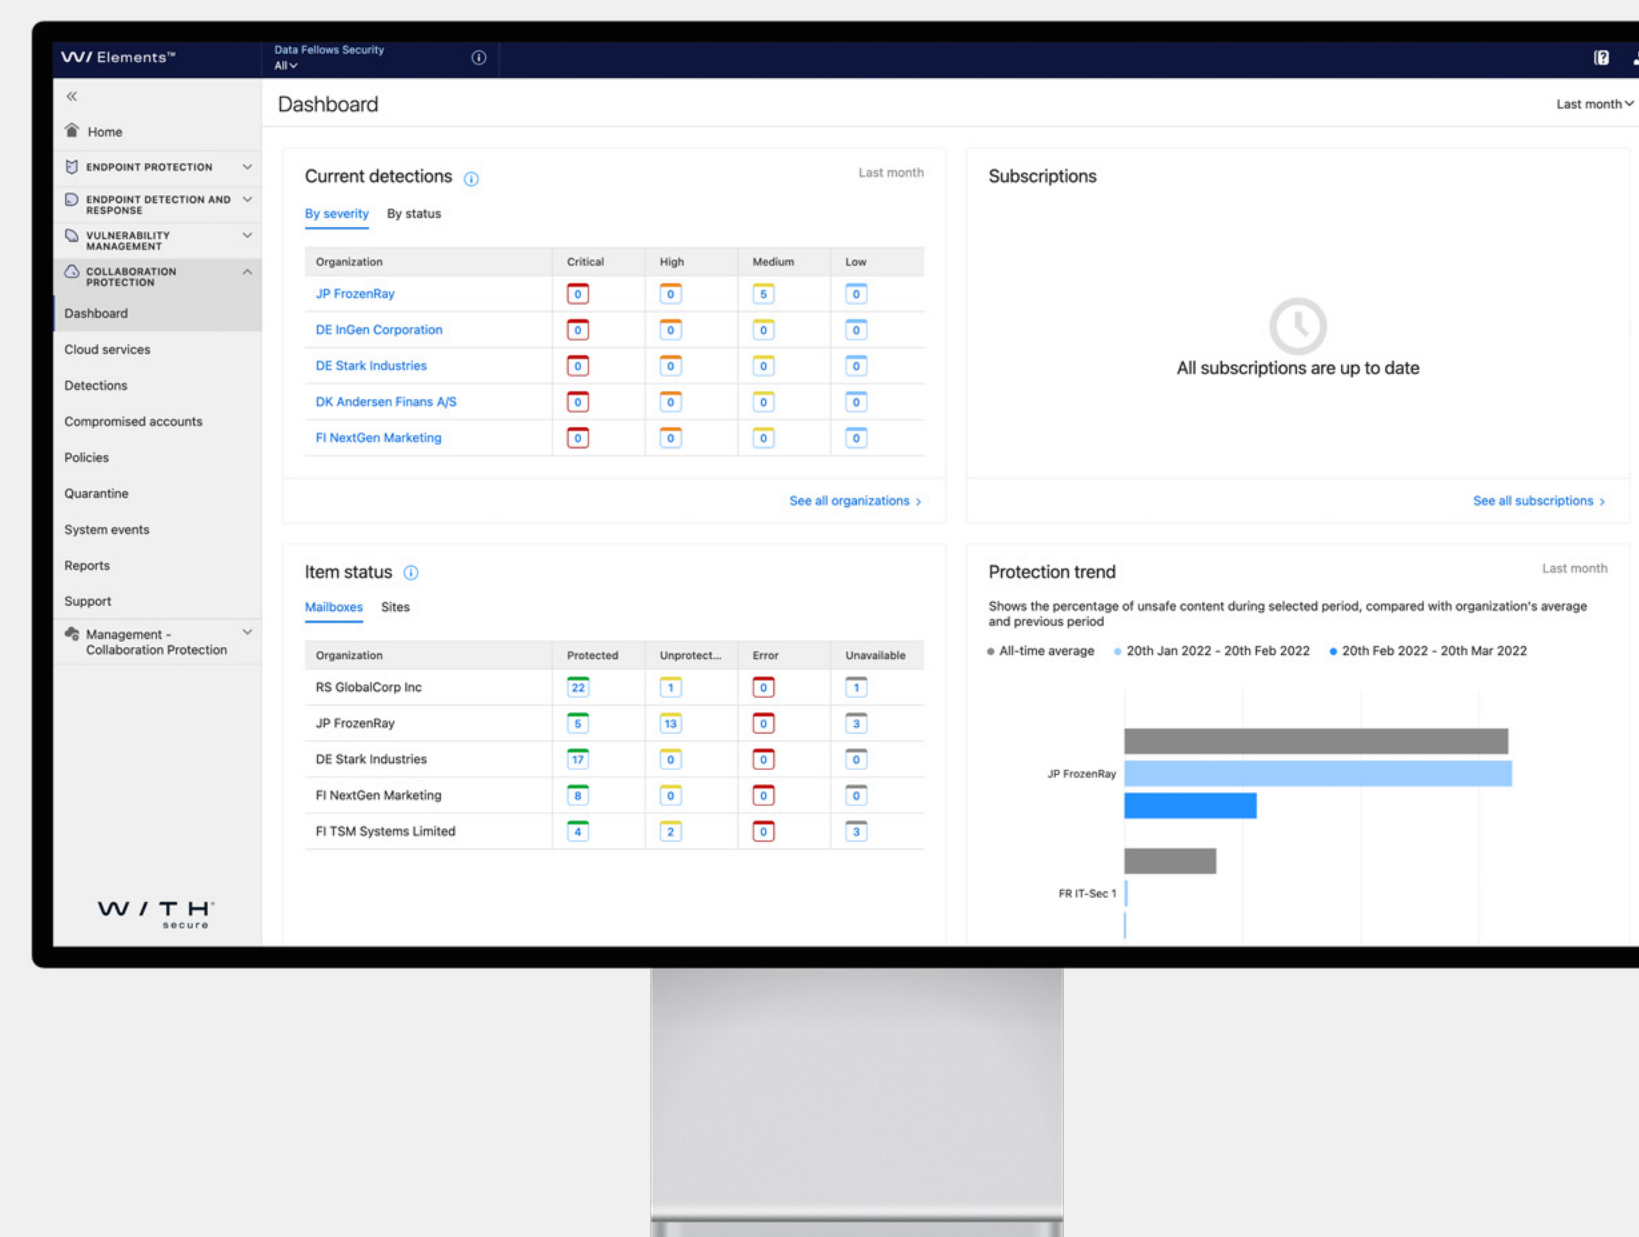 W/ Elements™
Data Fellows Security
All
Home
ENDPOINT PROTECTION
ENDPOINT DETECTION AND
RESPONSE
VULNERABILITY
MANAGEMENT
COLLABORATION
PROTECTION
Dashboard
Cloud services
Detections
Compromised accounts
Policies
Quarantine
System events
Reports
Support
Management -
Collaboration Protection
W / T H®
secure
Dashboard
Last month
Current detections
Last month
By severity By status
Organization Critical High Medium Low
JP FrozenRay 0 0 5 0
DE InGen Corporation 0 0 0 0
DE Stark Industries 0 0 0 0
DK Andersen Finans A/S 0 0 0 0
FI NextGen Marketing 0 0 0 0
See all organizations >
Subscriptions
All subscriptions are up to date
See all subscriptions >
Item status
Mailboxes Sites
Organization Protected Unprotect... Error Unavailable
RS GlobalCorp Inc 22 1 0 1
JP FrozenRay 5 13 0 3
DE Stark Industries 17 0 0 0
FI NextGen Marketing 8 0 0 0
FI TSM Systems Limited 4 2 0 3
Protection trend
Last month
Shows the percentage of unsafe content during selected period, compared with organization's average
and previous period
All-time average 20th Jan 2022 - 20th Feb 2022 20th Feb 2022 - 20th Mar 2022
JP FrozenRay
FR IT-Sec 1